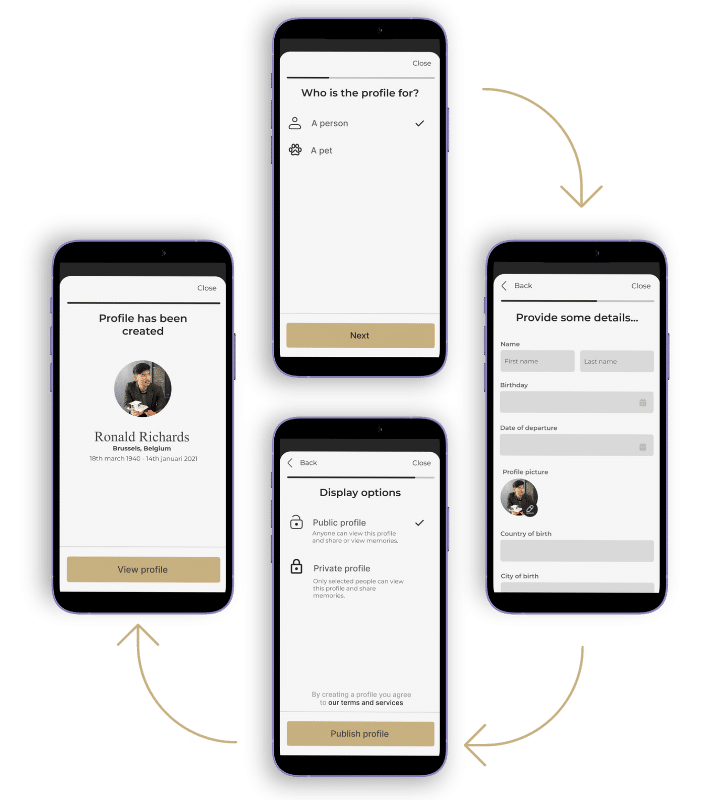 Close
Who is the profile for?
A person
A pet
Next
Back
Close
Provide some details...
Name
First name
Last name
Birthday
Date of departure
Profile picture
Country of birth
City of birth
Back
Close
Display options
Public profile
Anyone can view this profile
and share or view memories.
Private profile
Only selected people can view
this profile and share
memories.
By creating a profile you agree
to our terms and services
Publish profile
Close
Profile has been
created
Ronald Richards
Brussels, Belgium
18th march 1940 - 14th januari 2021
View profile